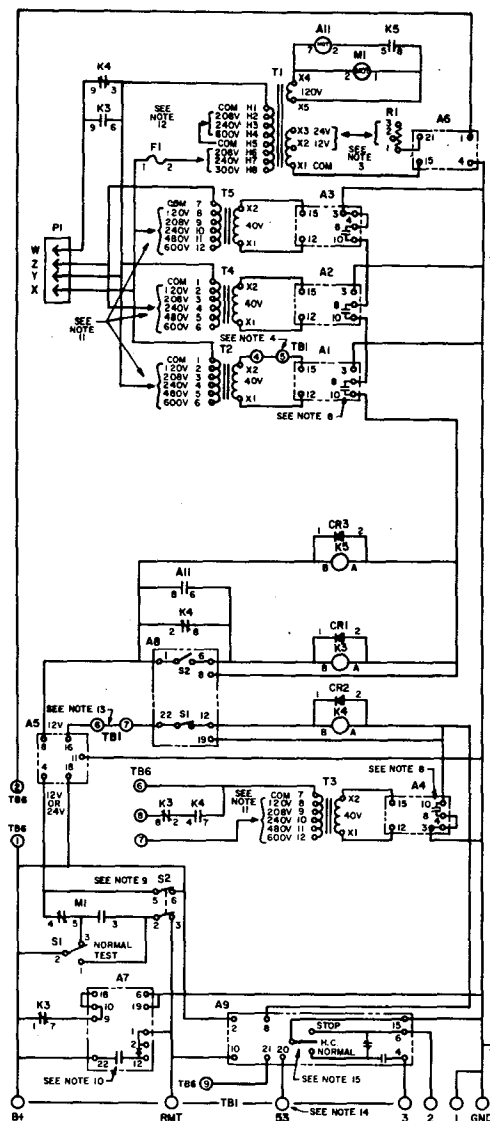 A11 K5
7 MOT 2 5 8
M1
2 MOT 1
K4
9 3
K3
9 6
T1
X4
120V
X5
COM H1
208V H2
240V H3
600V H4
COM H5
208V H6
240V H7
300V H8
X3 24V
X2 12V
X1 COM
SEE NOTE 12
SEE NOTE 3
R1
3
2
1
A6
21 1
15 4
F1
1 2
T5
COM 7
120V 8
208V 9
240V 10
480V 11
600V 12
X2
40V
X1
A3
15 3
4
8
12 10
P1
W
Z
Y
X
SEE NOTE 11
T4
COM 1
120V 2
208V 3
240V 4
480V 5
600V 6
X2
40V
X1
A2
15 3
8
12 10
SEE NOTE 4
T2 4 5 TB1
COM 1
120V 2
208V 3
240V 4
480V 5
600V 6
X2
40V
X1
A1
15 3
8
12 10
SEE NOTE 8
CR3
1 2
K5
B A
A11
8 6
K4
2 8
A8
1 6
S2
8
CR1
1 2
K3
B A
CR2
1 2
K4
B A
22 S1 12
19
SEE NOTE 13
6 7
TB1
A5
12V
8 16
11
4 18
12V
OR
24V
2
TB6
TB6
1
TB6
6
K3 K4
8 8 2 4 7
7
SEE NOTE 11
T3
COM 7
120V 8
208V 9
240V 10
480V 11
600V 12
X2
40V
X1
SEE NOTE 8
A4
15 10
8
4
12 3
SEE NOTE 9 S2
5 6
M1
4 5 3 2 3
S1
3
2 NORMAL
TEST
1
A7
18 6
10 19
9
1
2
22 12
K3
1 7
SEE NOTE 10
A9
2 8 15
STOP
6
H.C.
NORMAL
10 21 20 4
TB6 9
SEE NOTE 15
B+ RMT TB1 53 SEE NOTE 14 3 2 1 GND